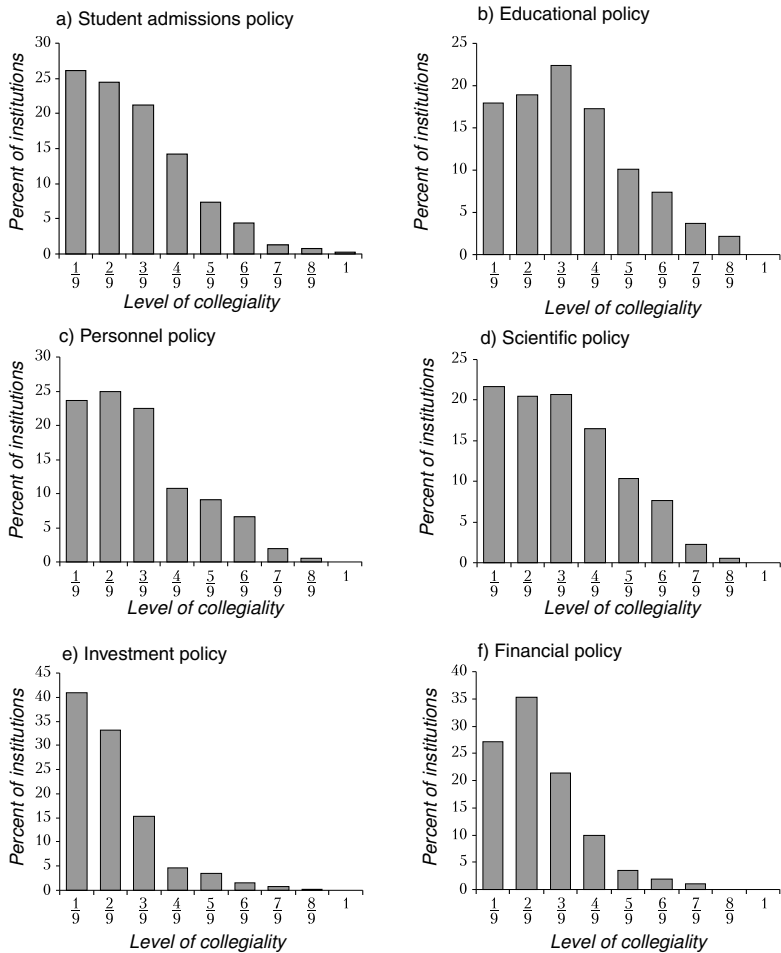 a) Student admissions policy
Percent of institutions
30
25
20
15
10
5
0
1/9 2/9 3/9 4/9 5/9 6/9 7/9 8/9 1
Level of collegiality
b) Educational policy
Percent of institutions
25
20
15
10
5
0
1/9 2/9 3/9 4/9 5/9 6/9 7/9 8/9 1
Level of collegiality
c) Personnel policy
Percent of institutions
30
25
20
15
10
5
0
1/9 2/9 3/9 4/9 5/9 6/9 7/9 8/9 1
Level of collegiality
d) Scientific policy
Percent of institutions
25
20
15
10
5
0
1/9 2/9 3/9 4/9 5/9 6/9 7/9 8/9 1
Level of collegiality
e) Investment policy
Percent of institutions
45
40
35
30
25
20
15
10
5
0
1/9 2/9 3/9 4/9 5/9 6/9 7/9 8/9 1
Level of collegiality
f) Financial policy
Percent of institutions
40
35
30
25
20
15
10
5
0
1/9 2/9 3/9 4/9 5/9 6/9 7/9 8/9 1
Level of collegiality